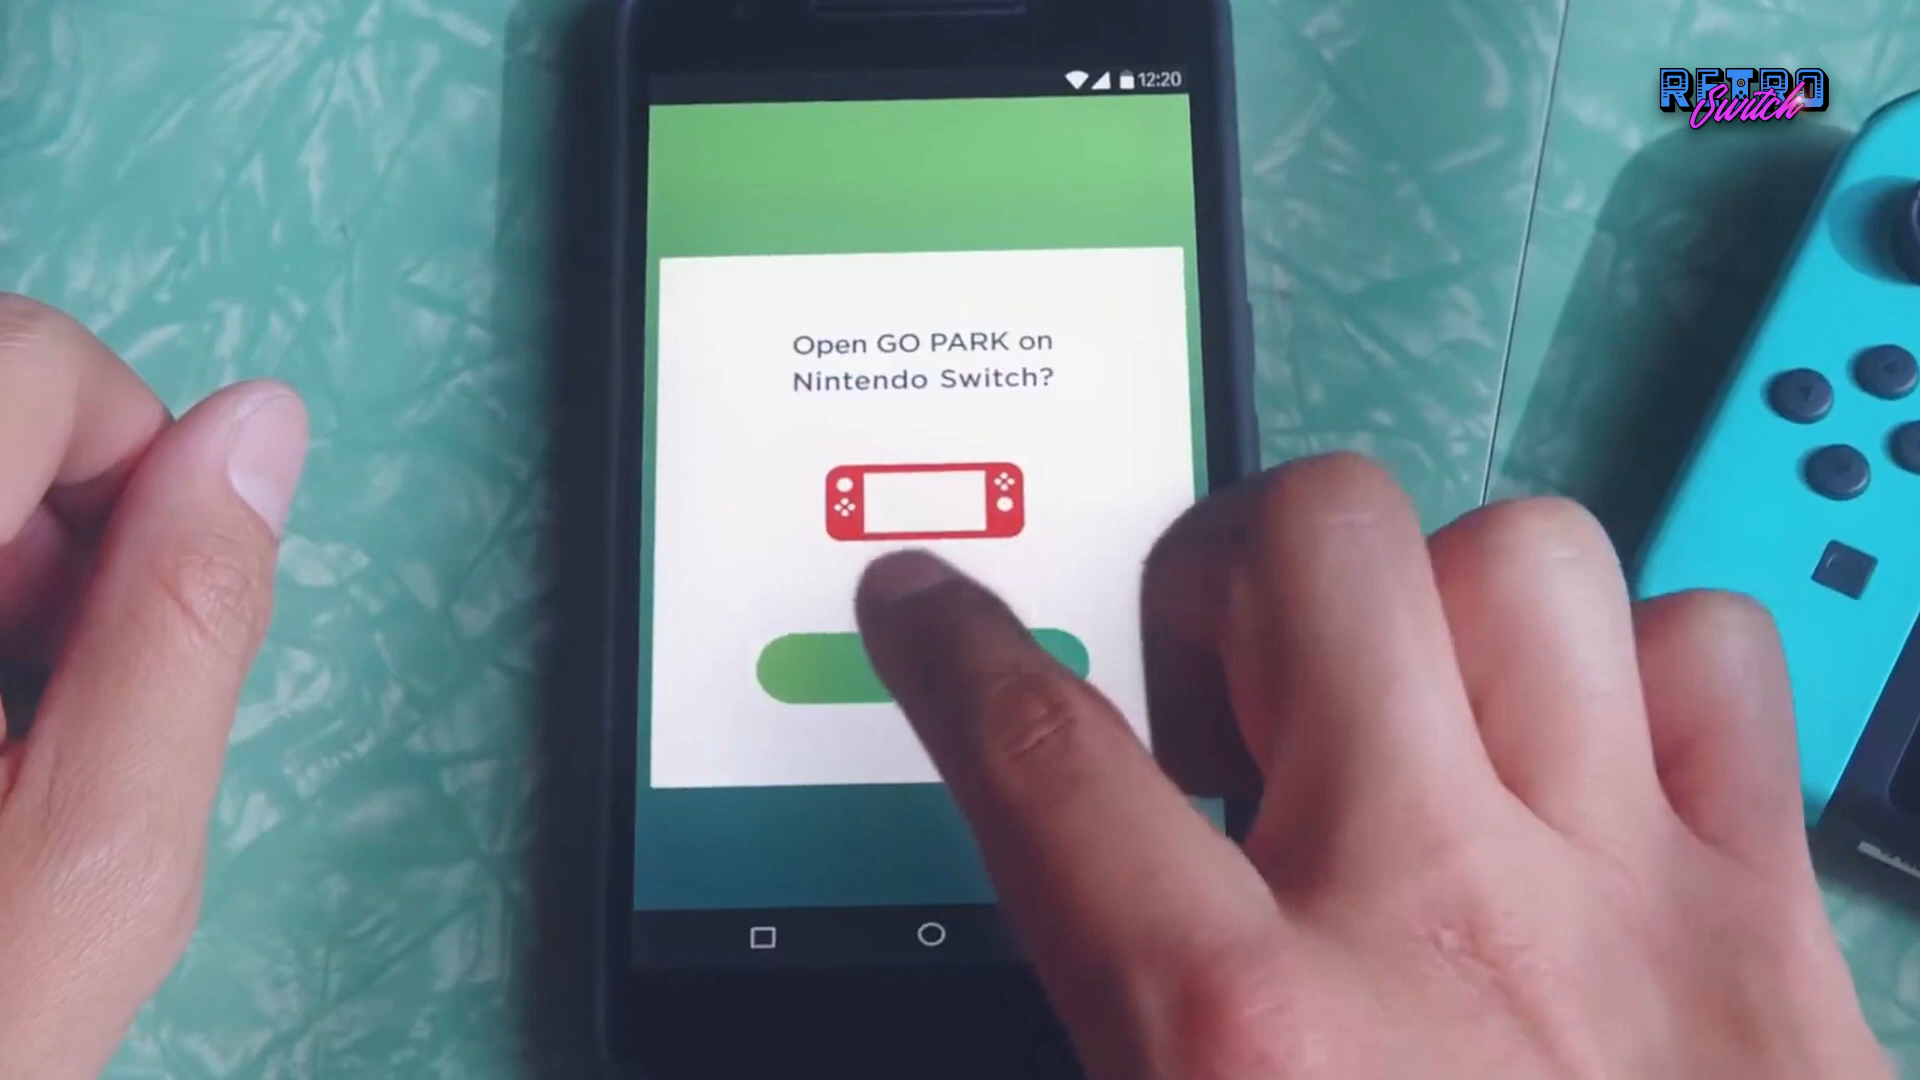 12:20
RETRO
Switch
Open GO PARK on
Nintendo Switch?